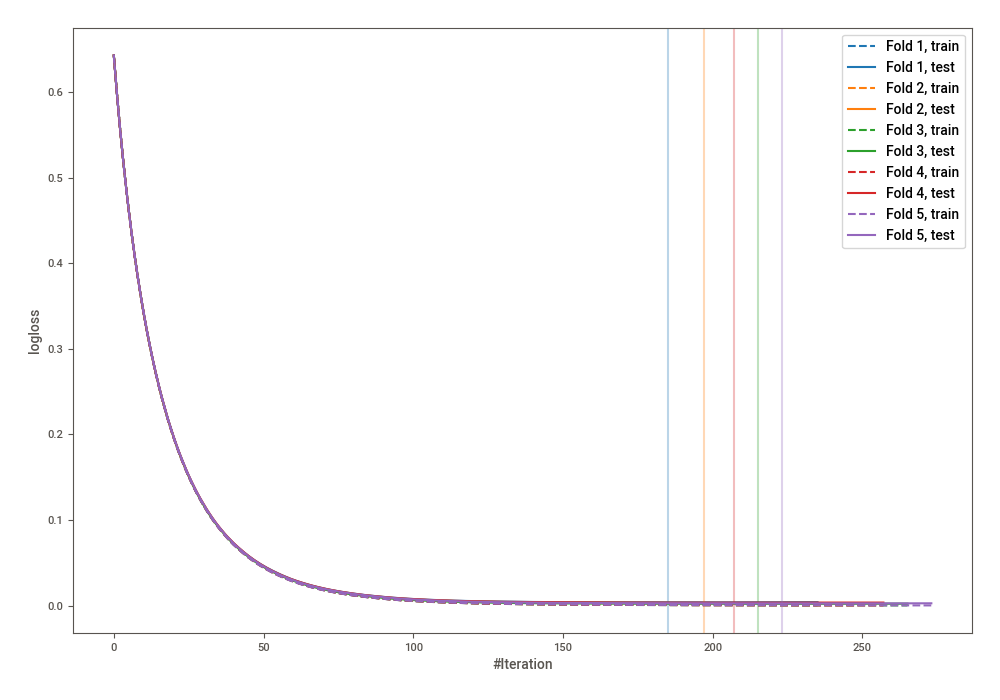 0.6
0.5
0.4
0.3
0.2
0.1
0.0
logloss
0
50
100
150
200
250
#Iteration
Fold 1, train
Fold 1, test
Fold 2, train
Fold 2, test
Fold 3, train
Fold 3, test
Fold 4, train
Fold 4, test
Fold 5, train
Fold 5, test